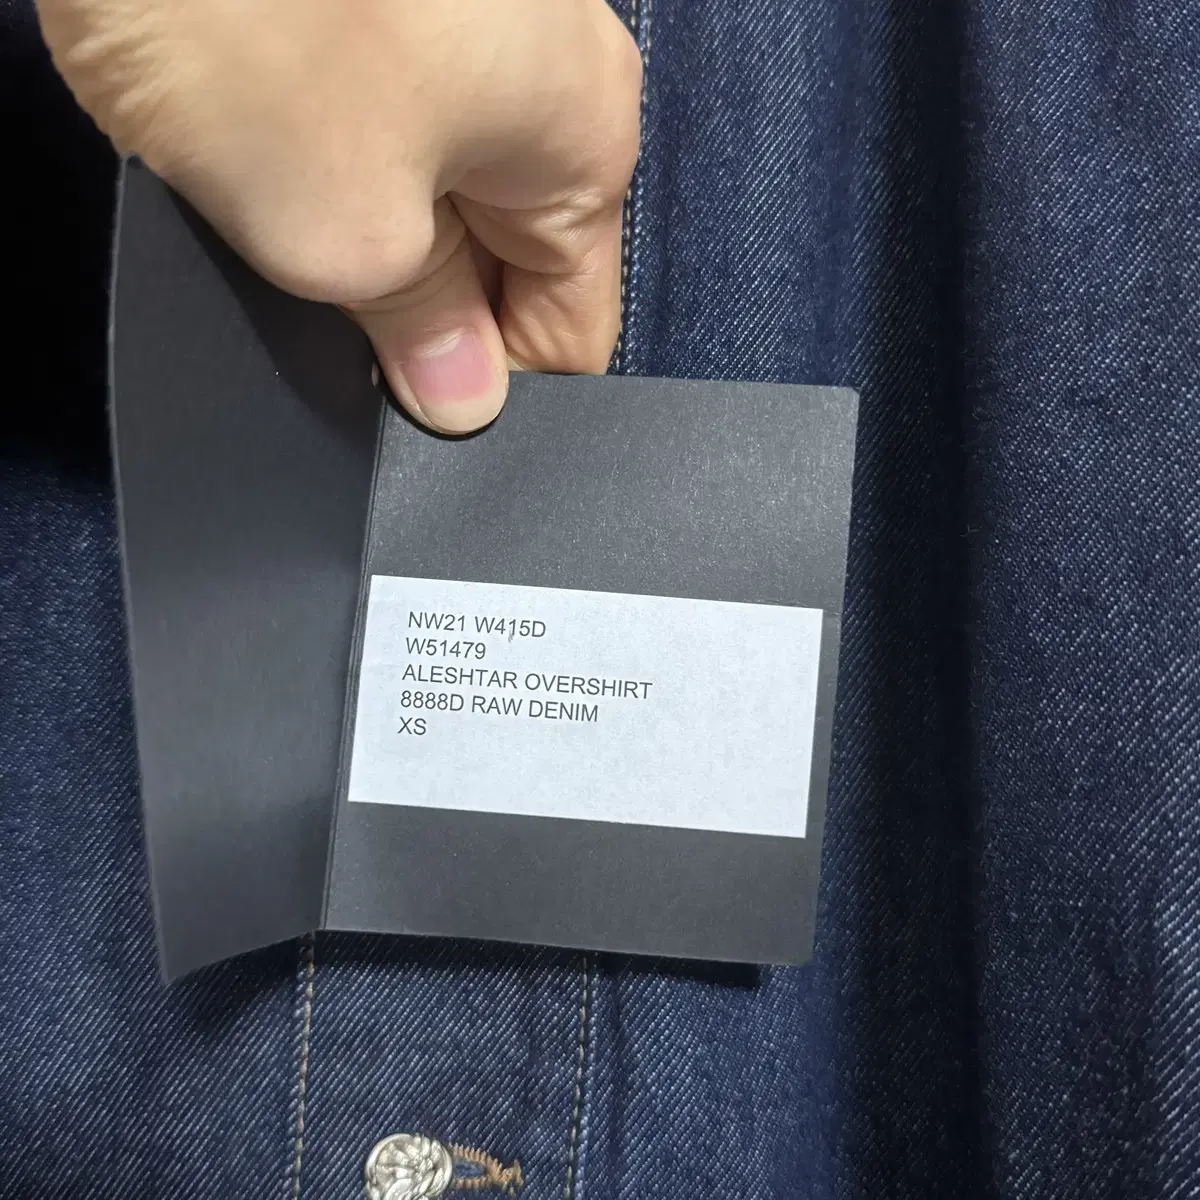 NW21 W415D
W51479
ALESHTAR OVERSHIRT
8888D RAW DENIM
XS